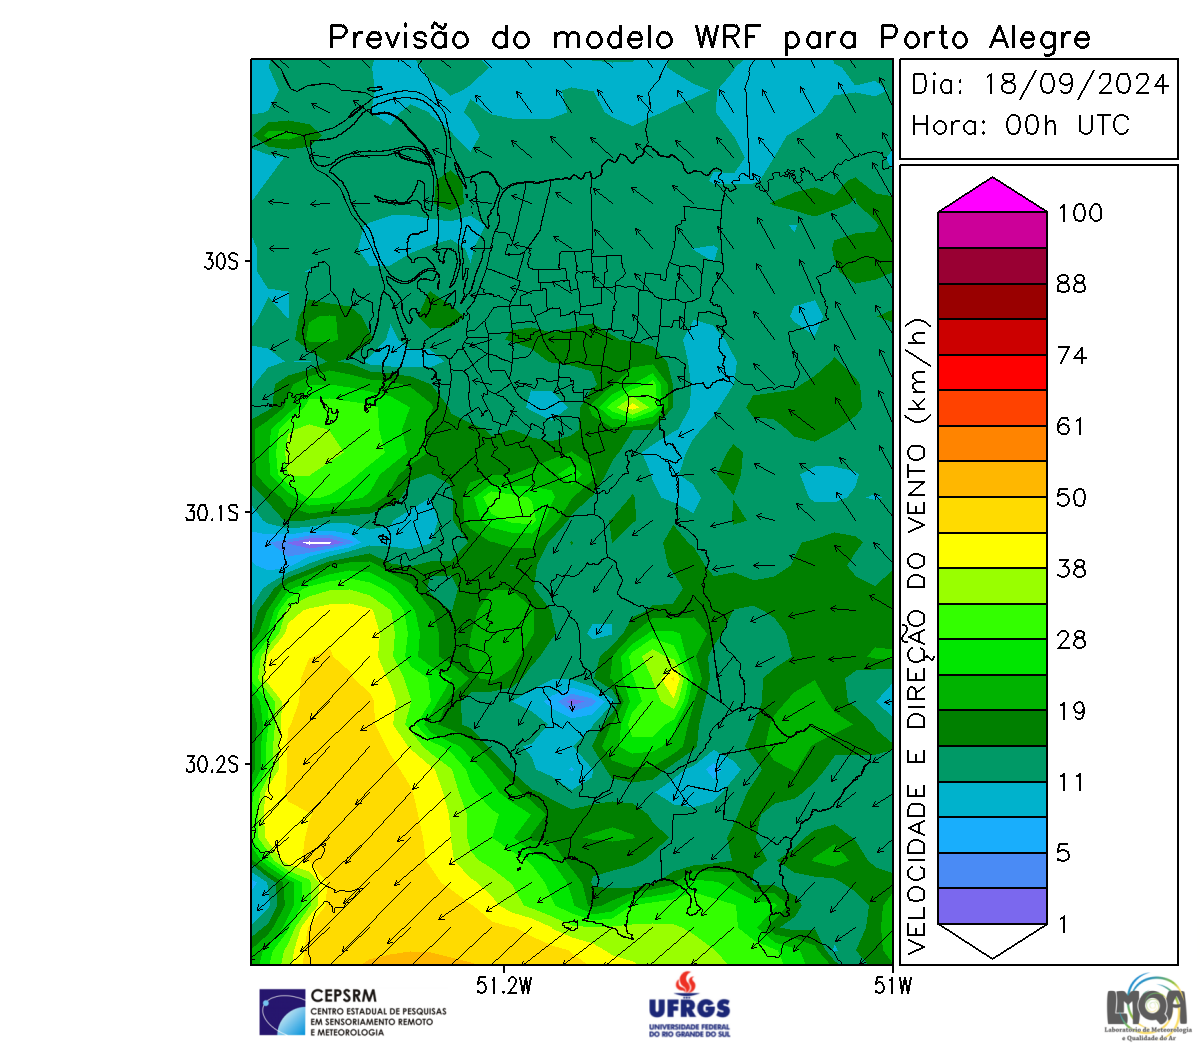 Previsão do modelo WRF para Porto Alegre
Dia: 18/09/2024
Hora: 00h UTC
30S
30.1S
30.2S
51.2W
51W
VELOCIDADE E DIREÇÃO DO VENTO (km/h)
100
88
74
61
50
38
28
19
11
5
1
CEPSRM
CENTRO ESTADUAL DE PESQUISAS
EM SENSORIAMENTO REMOTO
E METEOROLOGIA
UFRGS
UNIVERSIDADE FEDERAL
DO RIO GRANDE DO SUL
LMQA
Laboratório de Meteorologia
e Qualidade do Ar